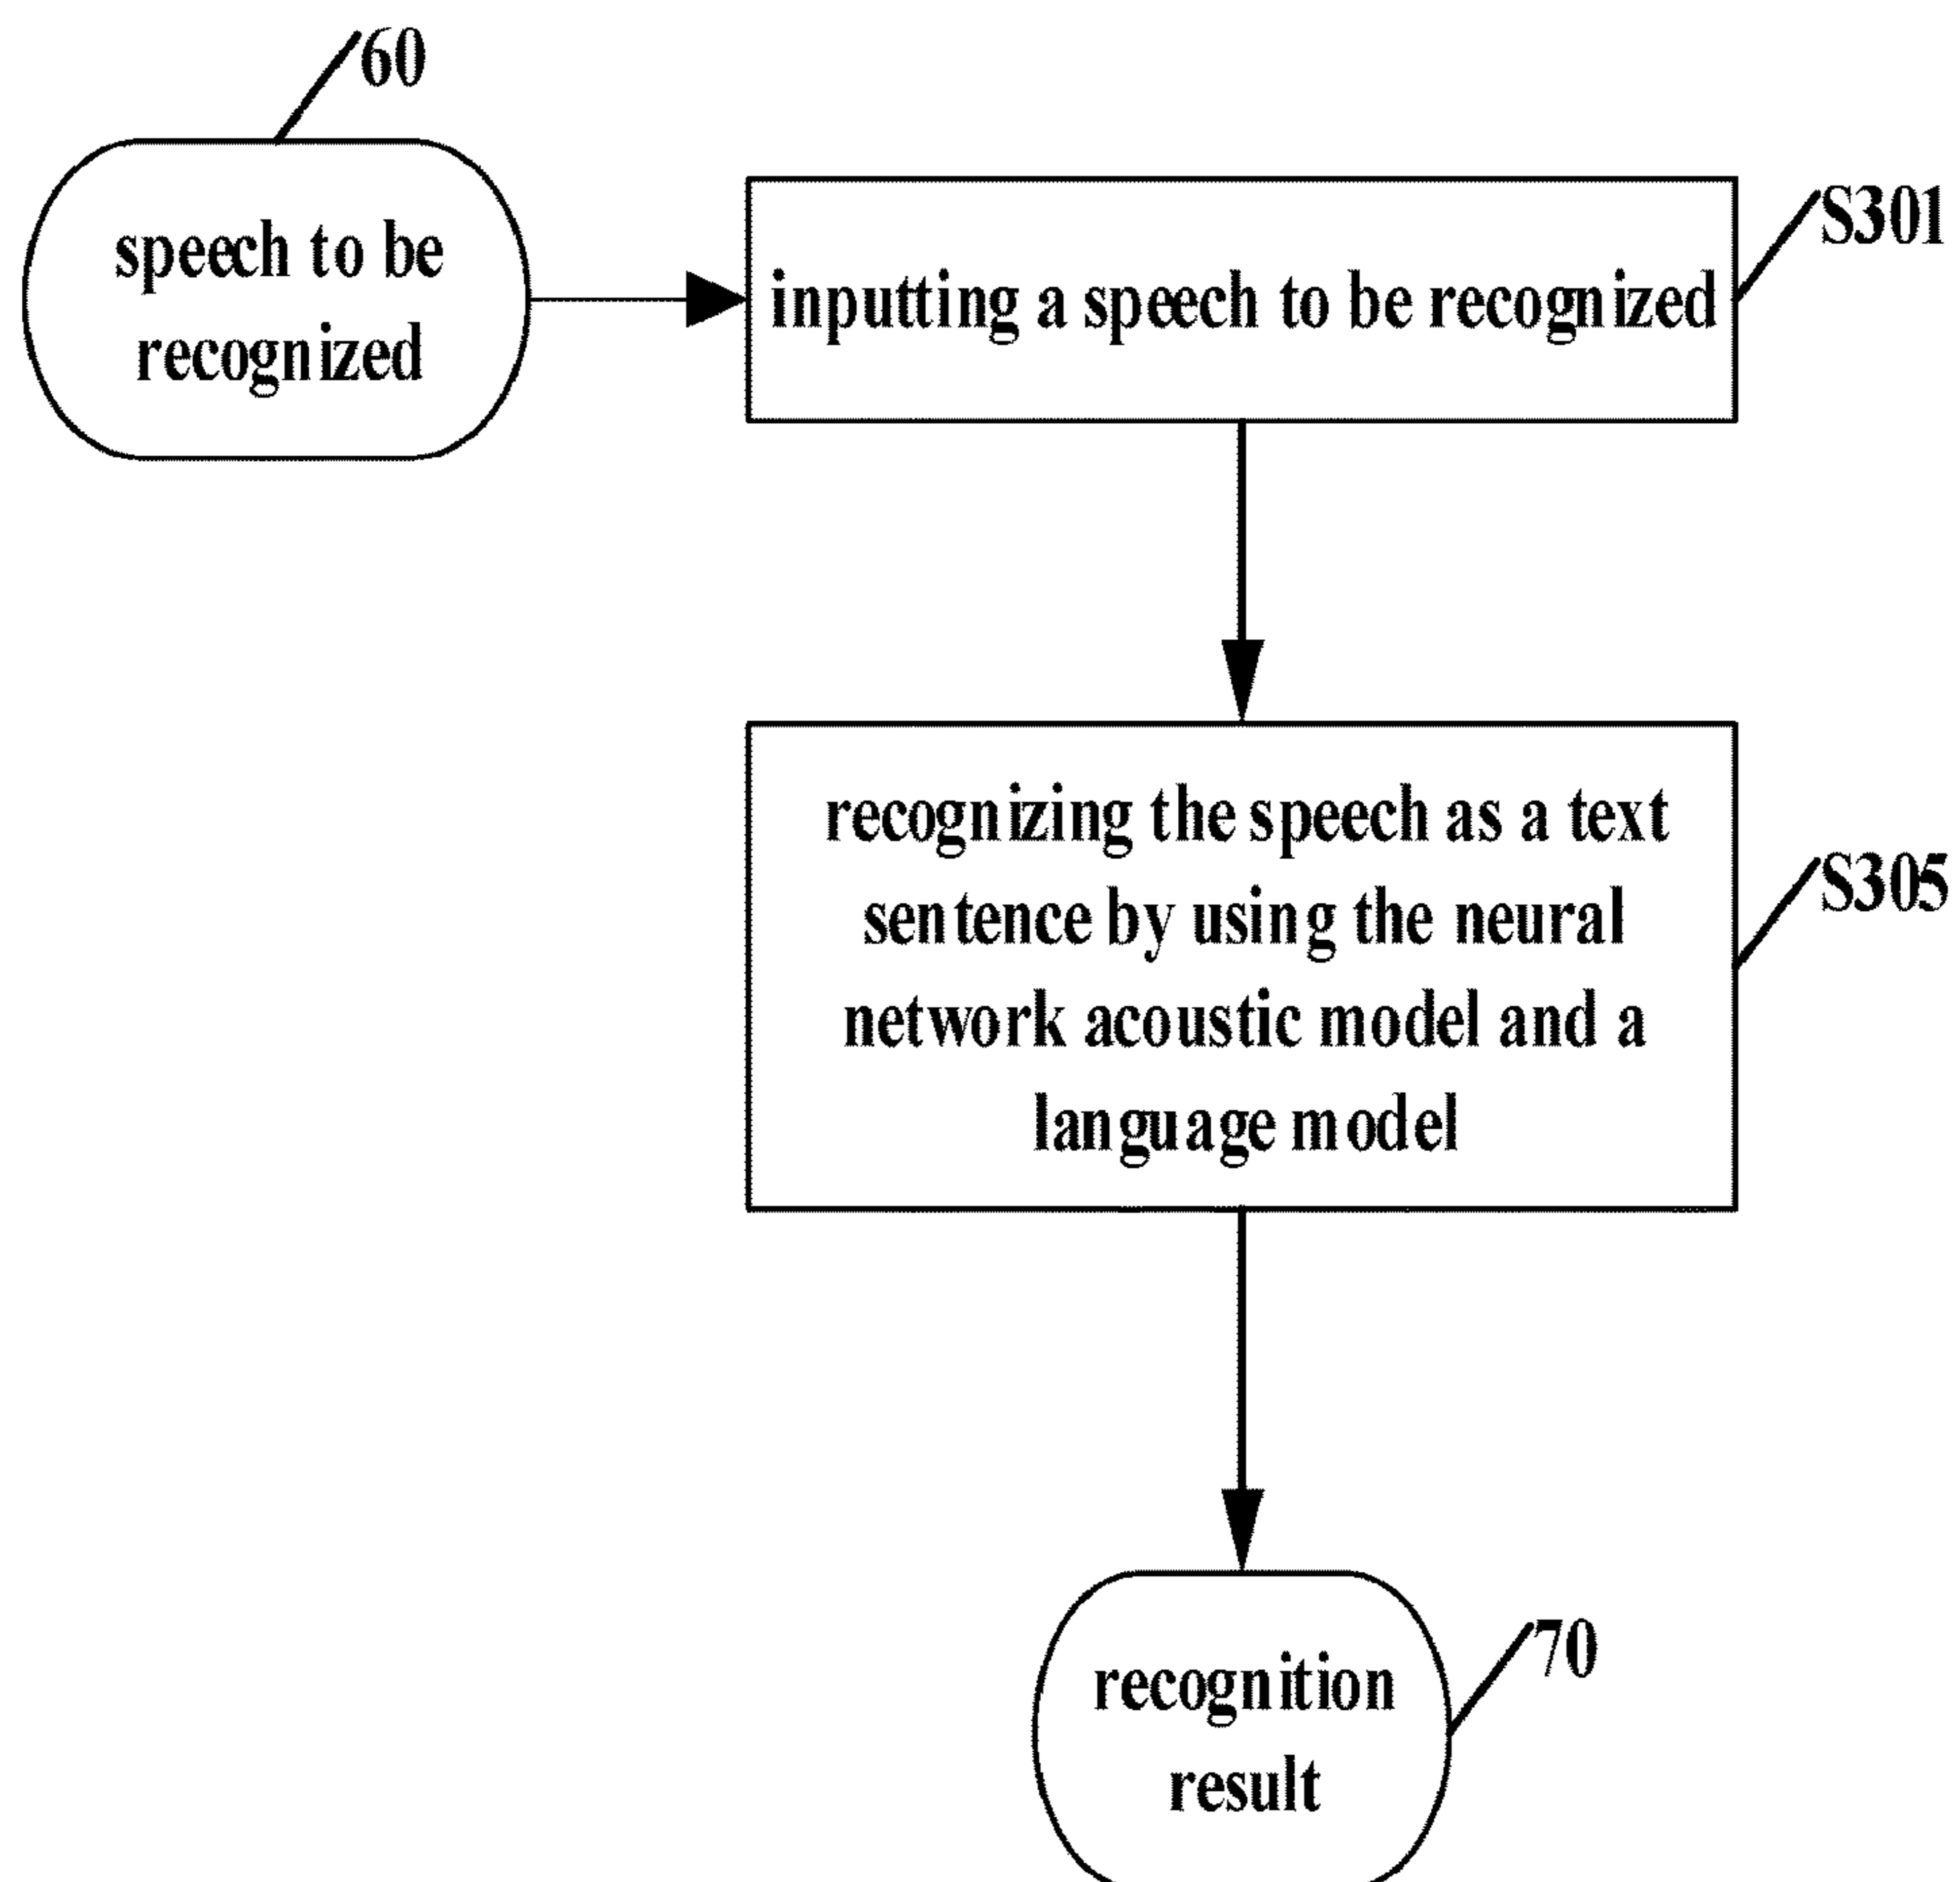 60
speech to be
recognized
inputting a speech to be recognized
S301
recognizing the speech as a text
sentence by using the neural
network acoustic model and a
language model
S305
recognition
result
70